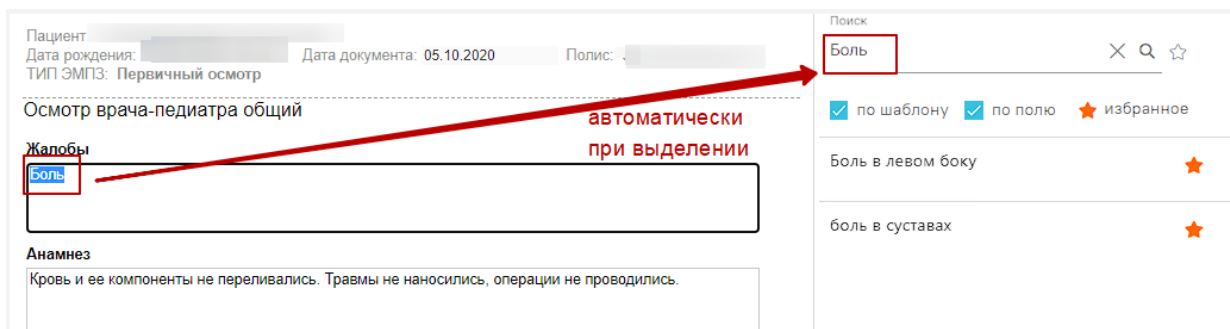 Пациент
Дата рождения: Дата документа: 05.10.2020 Полис:
ТИП ЭМПЗ: Первичный осмотр
Осмотр врача-педиатра общий
Жалобы
Боль
автоматически
при выделении
Анамнез
Кровь и ее компоненты не переливались. Травмы не наносились, операции не проводились.
Поиск
Боль
по шаблону по полю избранное
Боль в левом боку
боль в суставах